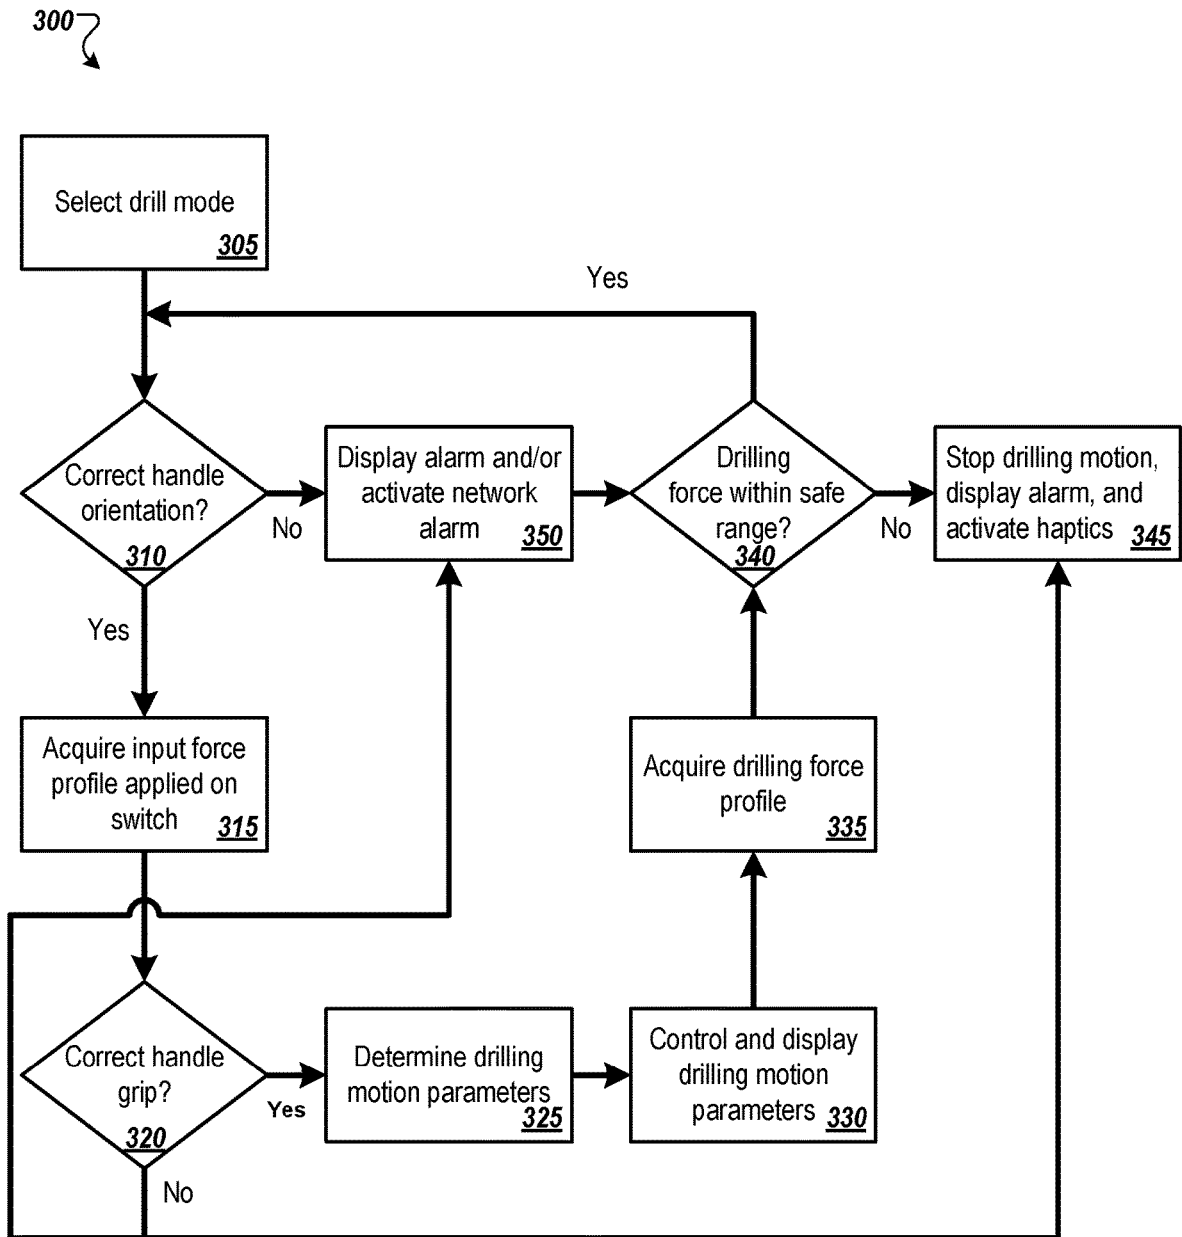 300
Select drill mode
305
Yes
Correct handle
orientation?
310
No
Display alarm and/or
activate network
alarm
350
Drilling
force within safe
range?
340
No
Stop drilling motion,
display alarm, and
activate haptics
345
Yes
Acquire input force
profile applied on
switch
315
Acquire drilling force
profile
335
Correct handle
grip?
320
Yes
Determine drilling
motion parameters
325
Control and display
drilling motion
parameters
330
No